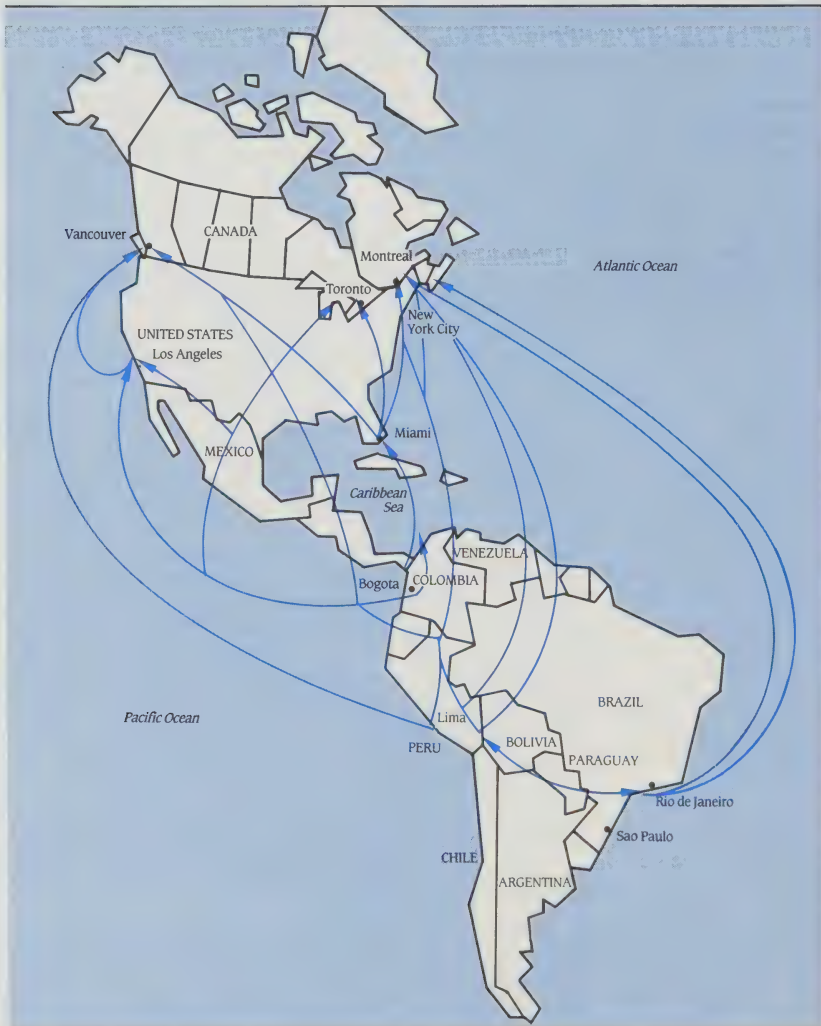 Vancouver
CANADA
Montreal
Atlantic Ocean
Toronto
New
York City
UNITED STATES
Los Angeles
Miami
MEXICO
Caribbean
Sea
VENEZUELA
Bogota
COLOMBIA
BRAZIL
Pacific Ocean
Lima
PERU
BOLIVIA
PARAGUAY
Rio de Janeiro
Sao Paulo
CHILE
ARGENTINA